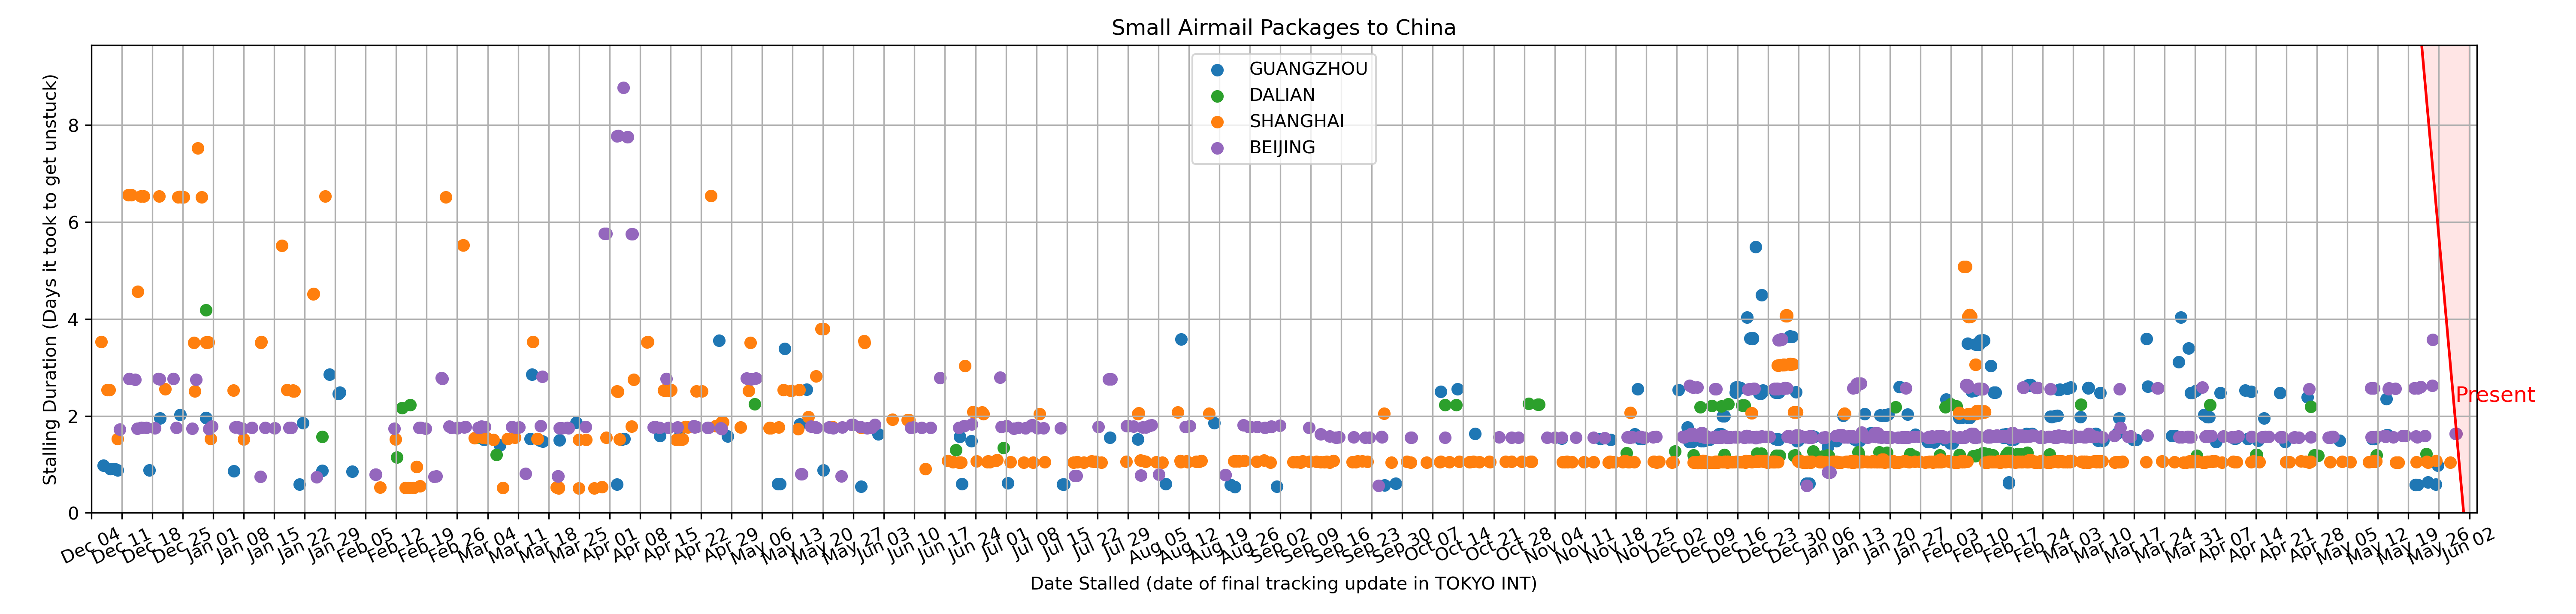 Small Airmail Packages to China
GUANGZHOU
DALIAN
SHANGHAI
BEIJING
Stalling Duration (Days it took to get unstuck)
8
6
4
2
0
Present
Dec 04
Dec 11
Dec 18
Dec 25
Jan 01
Jan 08
Jan 15
Jan 22
Jan 29
Feb 05
Feb 12
Feb 19
Feb 26
Mar 04
Mar 11
Mar 18
Mar 25
Apr 01
Apr 08
Apr 15
Apr 22
Apr 29
May 06
May 13
May 20
May 27
Jun 03
Jun 10
Jun 17
Jun 24
Jul 01
Jul 08
Jul 15
Jul 22
Jul 29
Aug 05
Aug 12
Aug 19
Aug 26
Sep 02
Sep 09
Sep 16
Sep 23
Sep 30
Oct 07
Oct 14
Oct 21
Oct 28
Nov 04
Nov 11
Nov 18
Nov 25
Dec 02
Dec 09
Dec 16
Dec 23
Dec 30
Jan 06
Jan 13
Jan 20
Jan 27
Feb 03
Feb 10
Feb 17
Feb 24
Mar 03
Mar 10
Mar 17
Mar 24
Mar 31
Apr 07
Apr 14
Apr 21
Apr 28
May 05
May 12
May 19
May 26
Jun 02
Date Stalled (date of final tracking update in TOKYO INT)